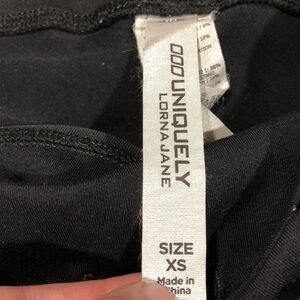 UNIQUELY
LORNA JANE
SIZE
XS
Made in
China